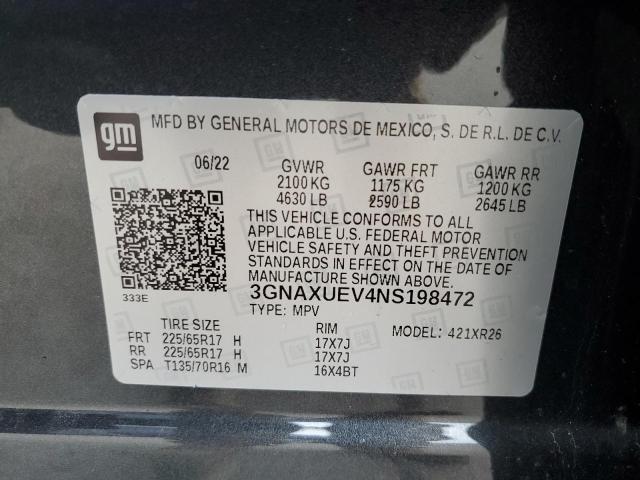 gm
MFD BY GENERAL MOTORS DE MEXICO, S. DE R.L. DE C.V.
06/22 GVWR GAWR FRT GAWR RR
2100 KG 1175 KG 1200 KG
4630 LB 2590 LB 2645 LB
THIS VEHICLE CONFORMS TO ALL
APPLICABLE U.S. FEDERAL MOTOR
VEHICLE SAFETY AND THEFT PREVENTION
STANDARDS IN EFFECT ON THE DATE OF
MANUFACTURE SHOWN ABOVE.
333E
3GNAXUEV4NS198472
TYPE: MPV
TIRE SIZE RIM MODEL: 421XR26
FRT 225/65R17 H 17X7J
RR 225/65R17 H 17X7J
SPA T135/70R16 M 16X4BT